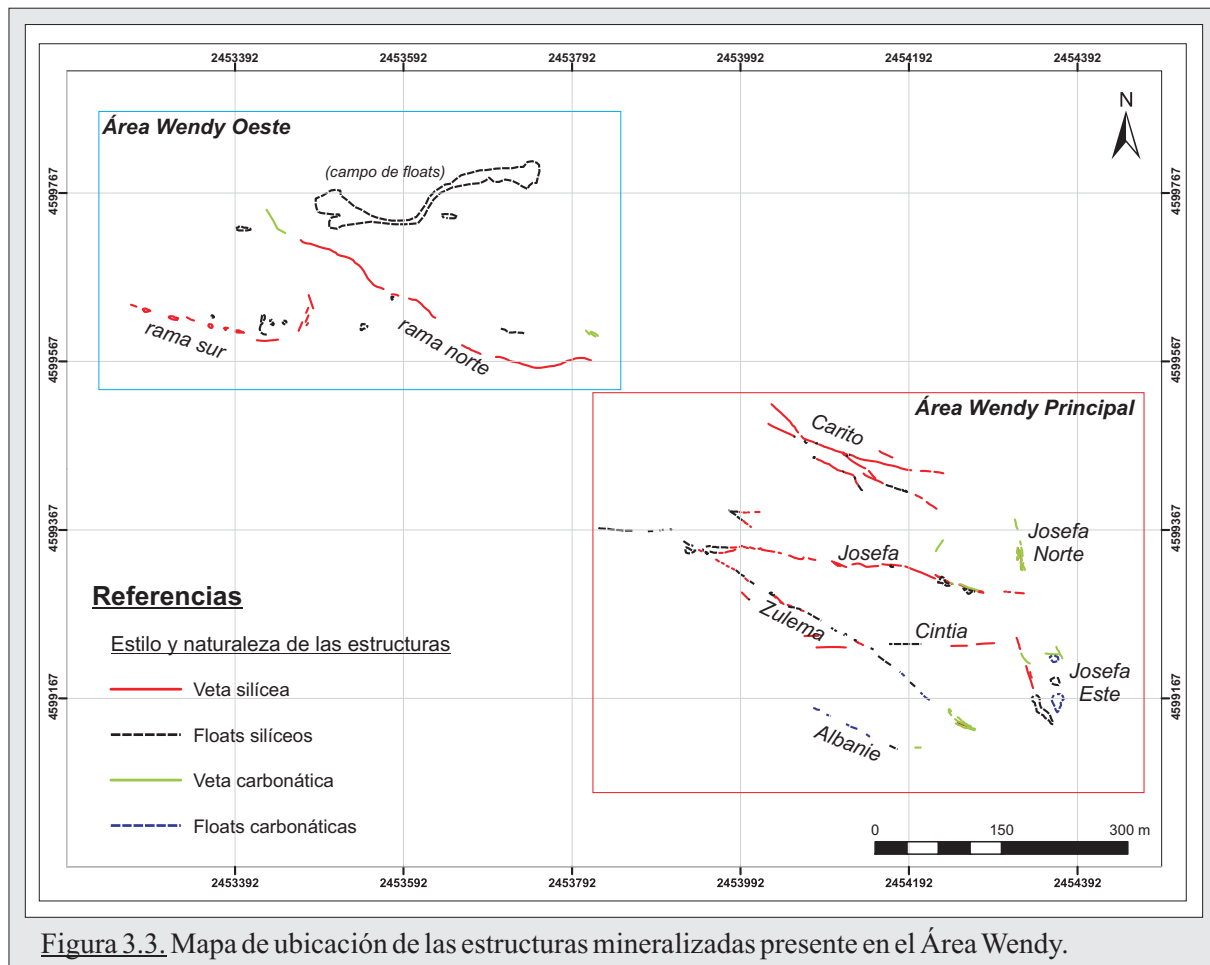 2453392 2453592 2453792 2453992 2454192 2454392
N
Área Wendy Oeste
(campo de floats)
4599767 4599767
rama sur
rama norte
4599567 4599567
Área Wendy Principal
Carito
4599367 4599367
Josefa
Norte
Josefa
Zulema
Cintia
Josefa
Este
4599167 4599167
Albanie
Referencias
Estilo y naturaleza de las estructuras
Veta silícea
Floats silíceos
Veta carbonática
Floats carbonáticas
0 150 300 m
2453392 2453592 2453792 2453992 2454192 2454392
Figura 3.3. Mapa de ubicación de las estructuras mineralizadas presente en el Área Wendy.